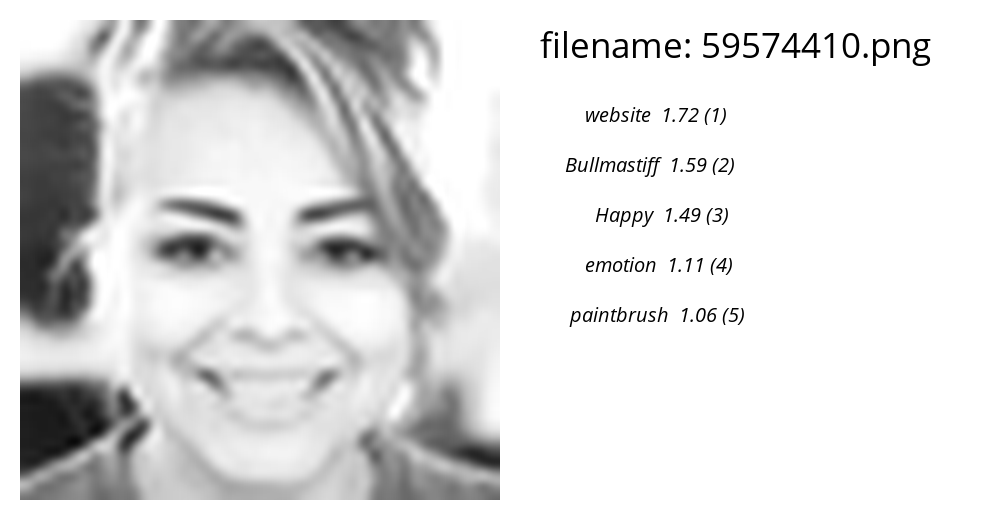 filename: 59574410.png
website 1.72 (1)
Bullmastiff 1.59 (2)
Happy 1.49 (3)
emotion 1.11 (4)
paintbrush 1.06 (5)